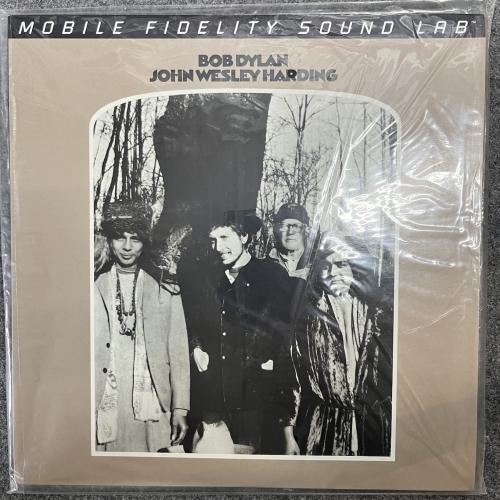 MOBILE FIDELITY SOUND LAB
BOB DYLAN
JOHN WESLEY HARDING